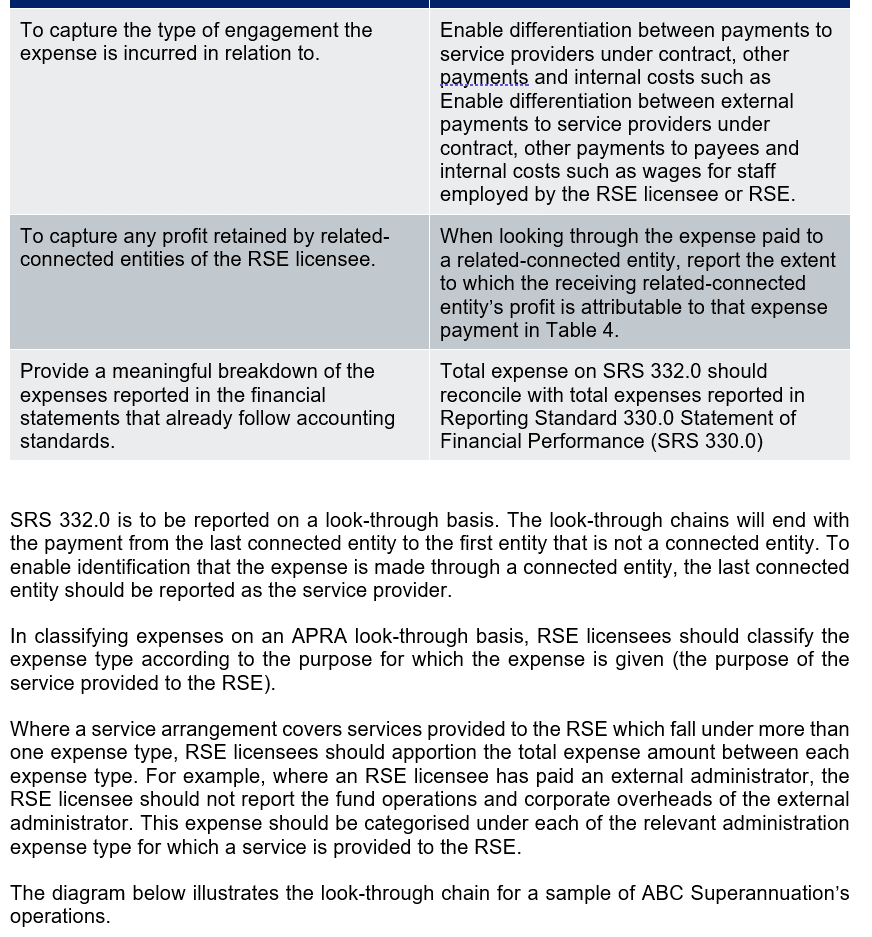 To capture the type of engagement the
expense is incurred in relation to.
Enable differentiation between payments to
service providers under contract, other
payments and internal costs such as
Enable differentiation between external
payments to service providers under
contract, other payments to payees and
internal costs such as wages for staff
employed by the RSE licensee or RSE.
To capture any profit retained by related-
connected entities of the RSE licensee.
When looking through the expense paid to
a related-connected entity, report the extent
to which the receiving related-connected
entity’s profit is attributable to that expense
payment in Table 4.
Provide a meaningful breakdown of the
expenses reported in the financial
statements that already follow accounting
standards.
Total expense on SRS 332.0 should
reconcile with total expenses reported in
Reporting Standard 330.0 Statement of
Financial Performance (SRS 330.0)
SRS 332.0 is to be reported on a look-through basis. The look-through chains will end with
the payment from the last connected entity to the first entity that is not a connected entity. To
enable identification that the expense is made through a connected entity, the last connected
entity should be reported as the service provider.
In classifying expenses on an APRA look-through basis, RSE licensees should classify the
expense type according to the purpose for which the expense is given (the purpose of the
service provided to the RSE).
Where a service arrangement covers services provided to the RSE which fall under more than
one expense type, RSE licensees should apportion the total expense amount between each
expense type. For example, where an RSE licensee has paid an external administrator, the
RSE licensee should not report the fund operations and corporate overheads of the external
administrator. This expense should be categorised under each of the relevant administration
expense type for which a service is provided to the RSE.
The diagram below illustrates the look-through chain for a sample of ABC Superannuation’s
operations.